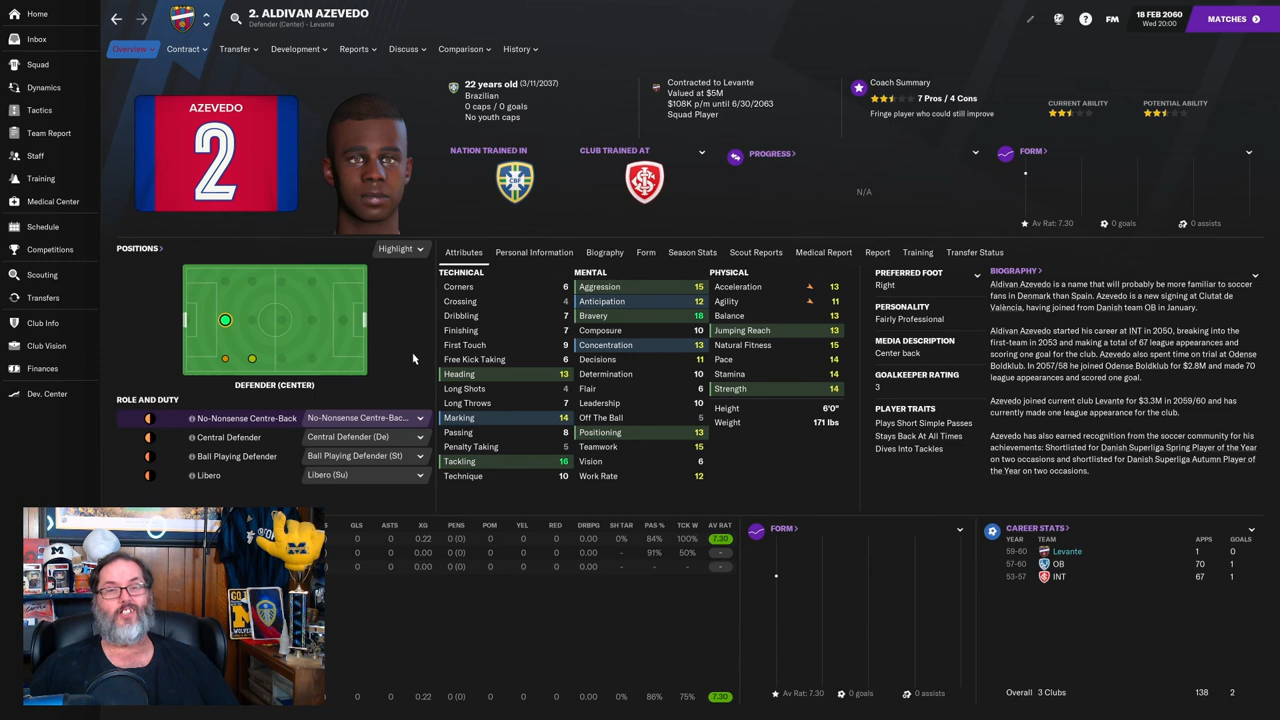 Home
Inbox
Squad
Dynamics
Tactics
Team Report
Staff
Training
Medical Center
Schedule
Competitions
Scouting
Transfers
Club Info
Club Vision
Finances
Dev. Center
2. ALDIVAN AZEVEDO
Defender (Center) - Levante
18 FEB 2060
Wed 20:00
FM
MATCHES
Overview Contract Transfer Development Reports Discuss Comparison History
AZEVEDO
2
22 years old (3/11/2037)
Brazilian
0 caps / 0 goals
No youth caps
Contracted to Levante
Valued at $5M
$108K p/m until 6/30/2063
Squad Player
Coach Summary
7 Pros / 4 Cons
Fringe player who could still improve
CURRENT ABILITY
POTENTIAL ABILITY
NATION TRAINED IN
CLUB TRAINED AT
PROGRESS>
N/A
FORM>
Av Rat: 7.30 0 goals 0 assists
POSITIONS>
Highlight
DEFENDER (CENTER)
ROLE AND DUTY
No-Nonsense Centre-Back No-Nonsense Centre-Bac...
Central Defender Central Defender (De)
Ball Playing Defender Ball Playing Defender (St)
Libero Libero (Su)
Attributes Personal Information Biography Form Season Stats Scout Reports Medical Report Report Training Transfer Status
TECHNICAL
Corners 6
Crossing 4
Dribbling 7
Finishing 7
First Touch 9
Free Kick Taking 6
Heading 13
Long Shots 4
Long Throws 7
Marking 14
Passing 8
Penalty Taking 5
Tackling 16
Technique 10
MENTAL
Aggression 15
Anticipation 12
Bravery 18
Composure 10
Concentration 13
Decisions 11
Determination 10
Flair 6
Leadership 10
Off The Ball 5
Positioning 13
Teamwork 15
Vision 6
Work Rate 12
PHYSICAL
Acceleration 13
Agility 11
Balance 13
Jumping Reach 13
Natural Fitness 15
Pace 14
Stamina 14
Strength 14
Height 6'0"
Weight 171 lbs
PREFERRED FOOT
Right
PERSONALITY
Fairly Professional
MEDIA DESCRIPTION
Center back
GOALKEEPER RATING
3
PLAYER TRAITS
Plays Short Simple Passes
Stays Back At All Times
Dives Into Tackles
BIOGRAPHY>
Aldivan Azevedo is a name that will probably be more familiar to soccer
fans in Denmark than Spain. Azevedo is a new signing at Ciutat de
València, having joined from Danish team OB in January.
Aldivan Azevedo started his career at INT in 2050, breaking into the
first-team in 2053 and making a total of 67 league appearances and
scoring one goal for the club. Azevedo also spent time on trial at Odense
Boldklub. In 2057/58 he joined Odense Boldklub for $2.8M and made 70
league appearances and scored one goal.
Azevedo joined current club Levante for $3.3M in 2059/60 and has
currently made one league appearance for the club.
Azevedo has also earned recognition from the soccer community for his
achievements: Shortlisted for Danish Superliga Spring Player of the Year
on two occasions and shortlisted for Danish Superliga Autumn Player of
the Year on two occasions.
GLS ASTS XG PENS POM YEL RED DRBPG SH TAR PAS % TCK W AV RAT
0 0 0.22 0 (0) 0 0 0 0.00 0% 84% 100% 7.30
0 0 0.00 0 (0) 0 0 0 0.00 - 91% 50% -
0 0 0.00 0 (0) 0 0 0 0.00 - - - -
0 0 0.22 0 (0) 0 0 0 0.00 0% 86% 75% 7.30
FORM>
Av Rat: 7.30 0 goals 0 assists
CAREER STATS>
YEAR TEAM APPS GOALS
59-60 Levante 1 0
57-60 OB 70 1
53-57 INT 67 1
Overall 3 Clubs 138 2